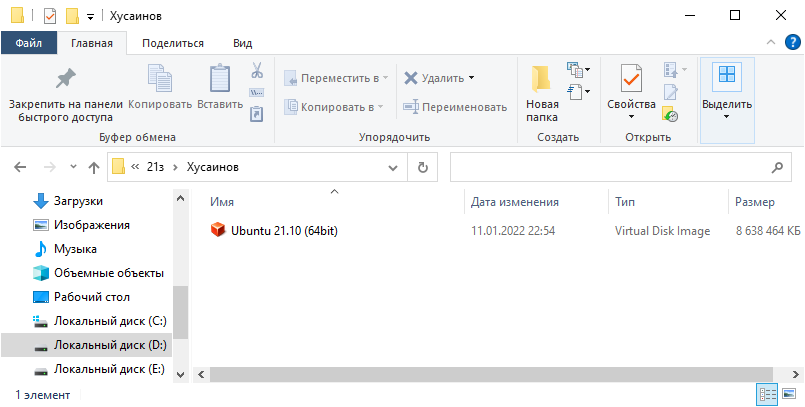 Хусаинов
Файл Главная Поделиться Вид
Закрепить на панели быстрого доступа
Копировать
Вставить
Буфер обмена
Переместить в
Копировать в
Удалить
Переименовать
Упорядочить
Новая папка
Создать
Свойства
Открыть
Выделить
« 21з > Хусаинов
Имя Дата изменения Тип Размер
Ubuntu 21.10 (64bit) 11.01.2022 22:54 Virtual Disk Image 8 638 464 КБ
Загрузки
Изображения
Музыка
Объемные объекты
Рабочий стол
Локальный диск (C:)
Локальный диск (D:)
Локальный диск (E:)
1 элемент